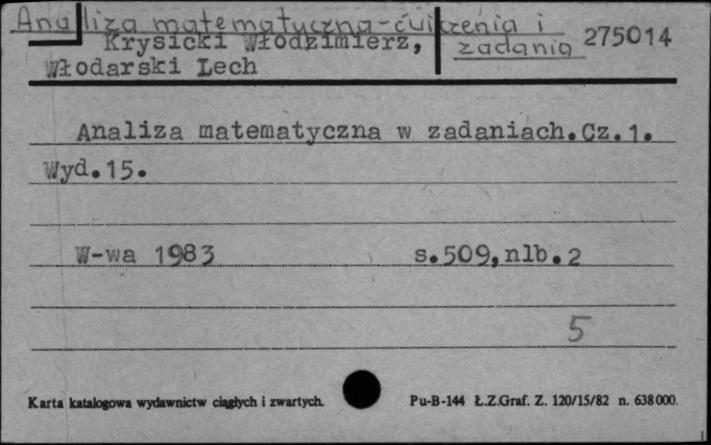 Analiza matematyczna-ćwiczenia i
zadania
Krysicki Włodzimierz, 275014
Włodarski Lech
Analiza matematyczna w zadaniach.Cz.1.
Wyd.15.
W-wa 1983 s.509,nlb.2
5
Karta katalogowa wydawnictw ciągłych i zwartych. Pu-B-144 Ł.Z.Graf. Z. 120/15/82 n. 638000.